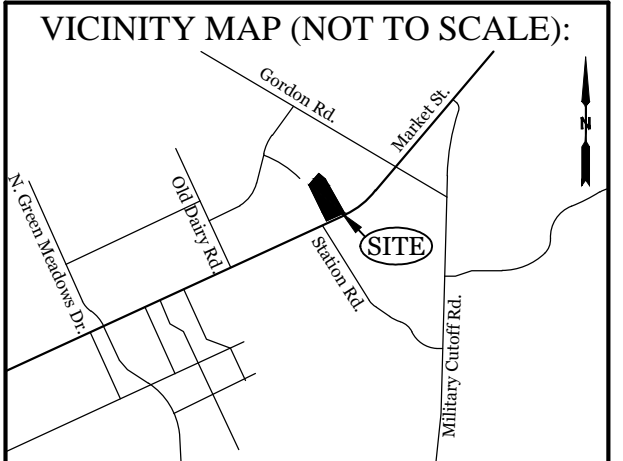 VICINITY MAP (NOT TO SCALE):
Gordon Rd.
Market St.
N
N. Green Meadows Dr.
Old Dairy Rd.
SITE
Station Rd.
Military Cutoff Rd.